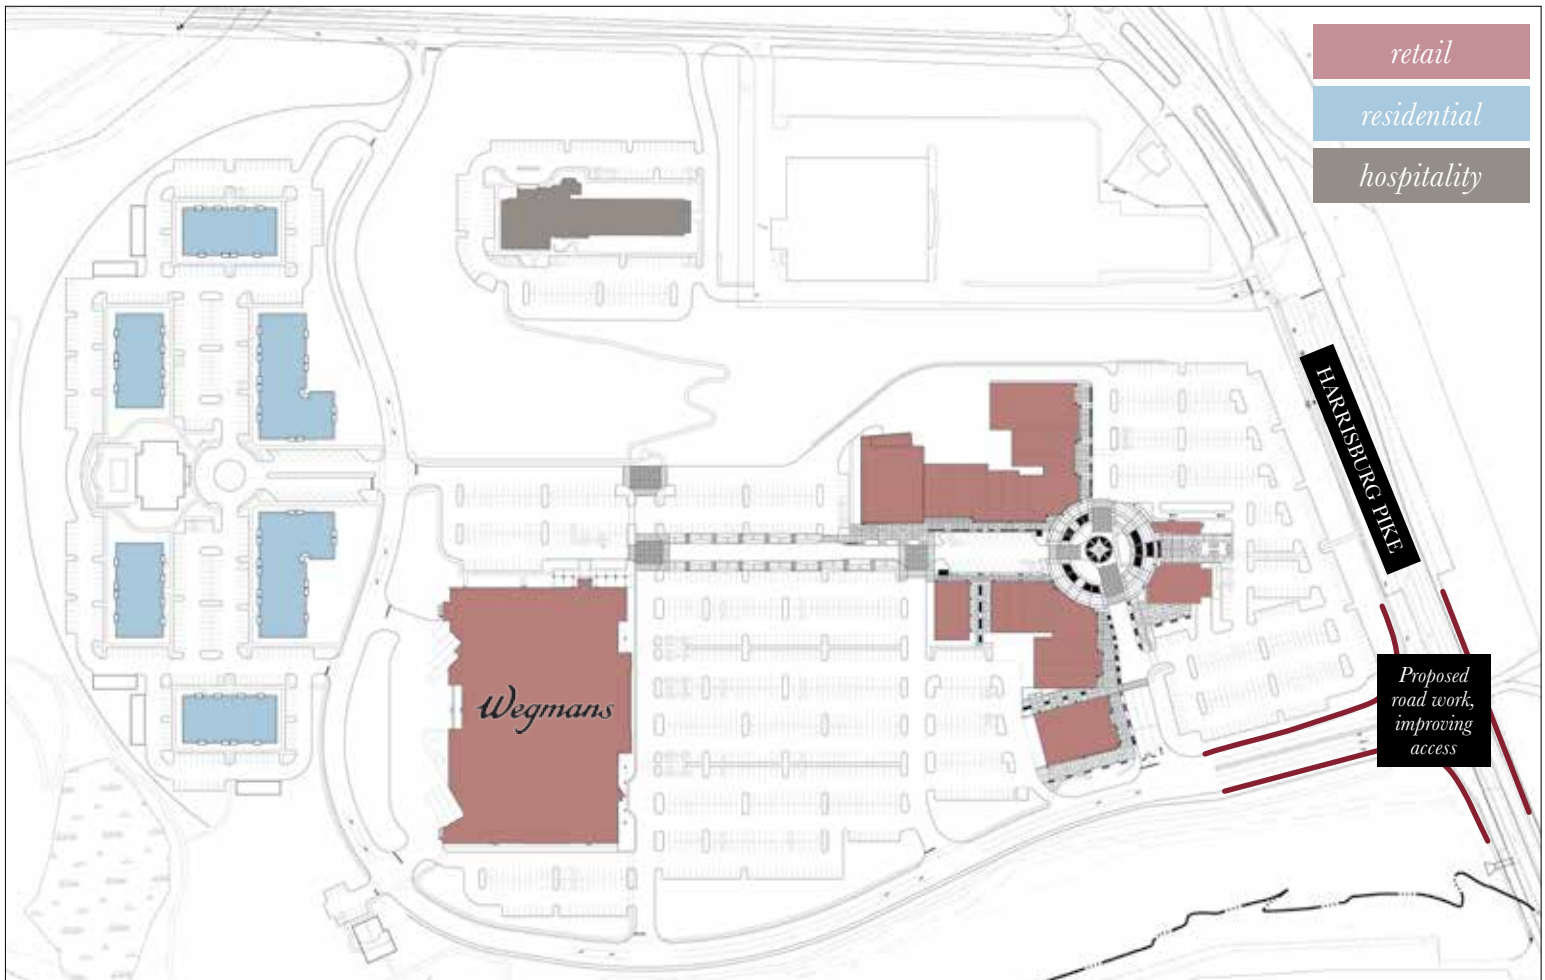 retail
residential
hospitality
HARRISBURG PIKE
Wegmans
Proposed
road work,
improving
access